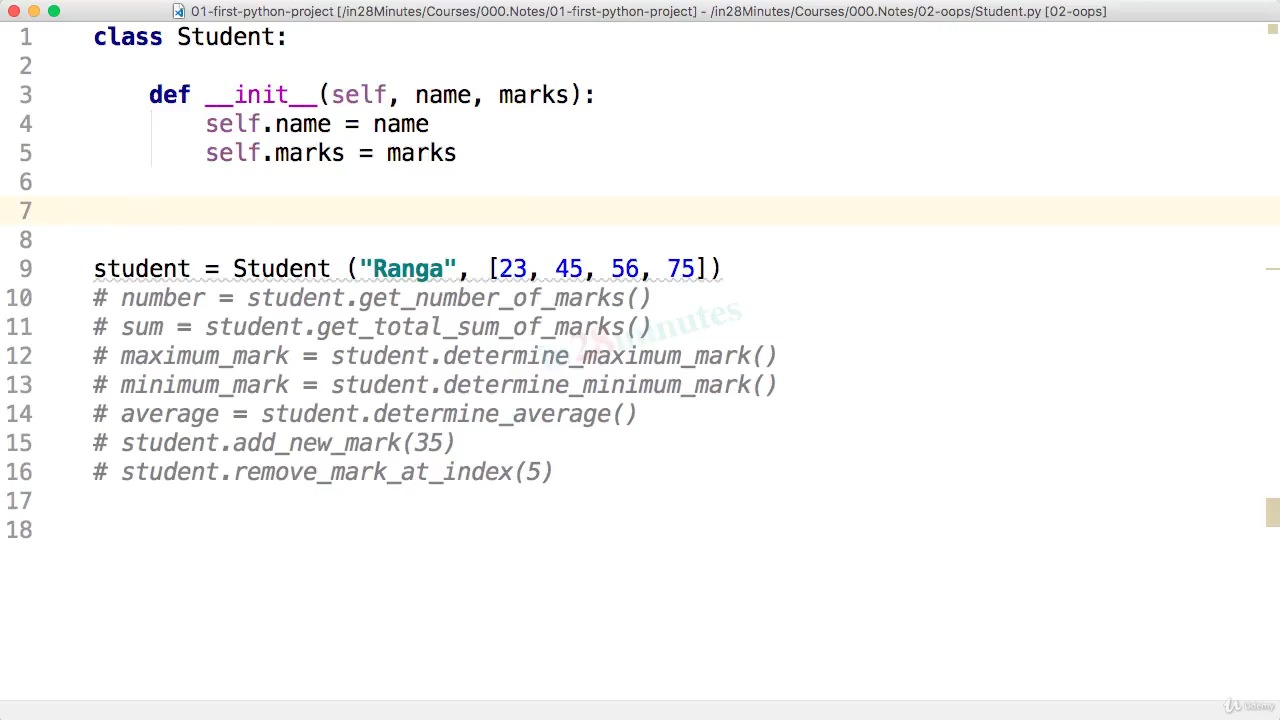 01-first-python-project [/in28Minutes/Courses/000.Notes/01-first-python-project] - /in28Minutes/Courses/000.Notes/02-oops/Student.py [02-oops]
1 class Student:
2
3 def __init__(self, name, marks):
4 self.name = name
5 self.marks = marks
6
7
8
9 student = Student ("Ranga", [23, 45, 56, 75])
10 # number = student.get_number_of_marks()
11 # sum = student.get_total_sum_of_marks()
12 # maximum_mark = student.determine_maximum_mark()
13 # minimum_mark = student.determine_minimum_mark()
14 # average = student.determine_average()
15 # student.add_new_mark(35)
16 # student.remove_mark_at_index(5)
17
18
in28minutes
Udemy